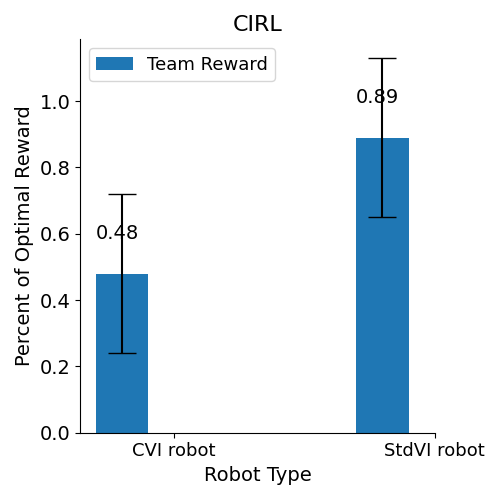 CIRL
Team Reward
Percent of Optimal Reward
1.0
0.8
0.6
0.4
0.2
0.0
0.48
0.89
CVI robot
StdVI robot
Robot Type